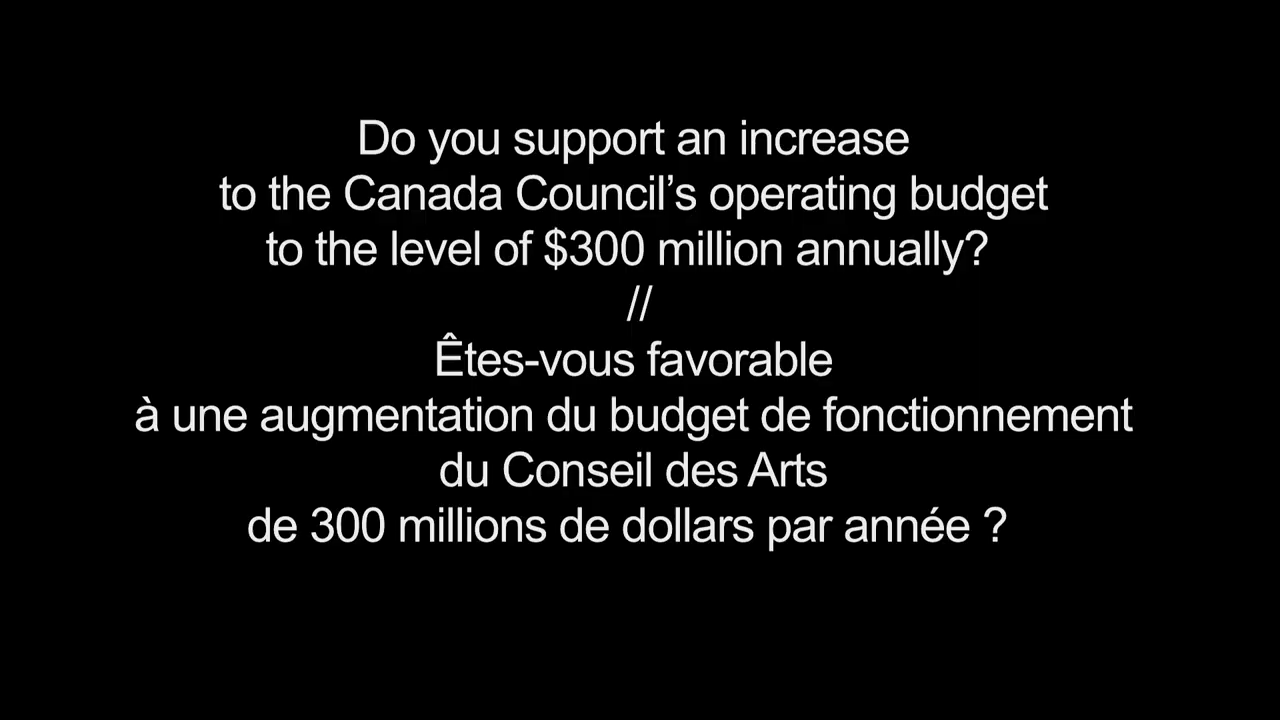 Do you support an increase
to the Canada Council’s operating budget
to the level of $300 million annually?
//
Êtes-vous favorable
à une augmentation du budget de fonctionnement
du Conseil des Arts
de 300 millions de dollars par année ?